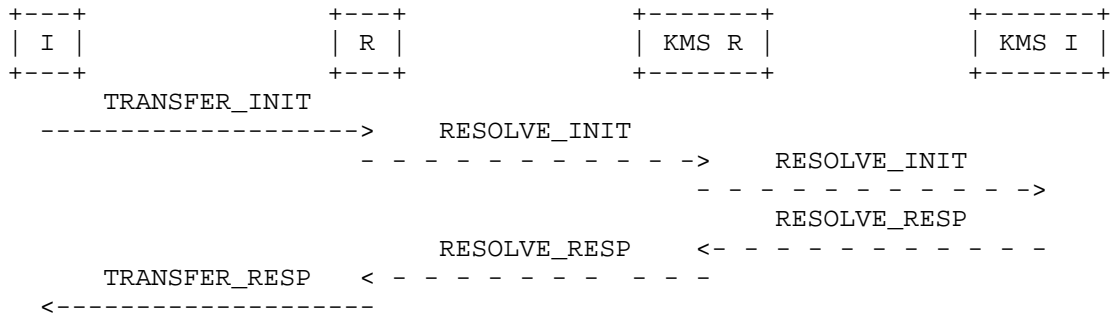 I R KMS R KMS I
TRANSFER_INIT
RESOLVE_INIT
RESOLVE_INIT
RESOLVE_RESP
RESOLVE_RESP
TRANSFER_RESP